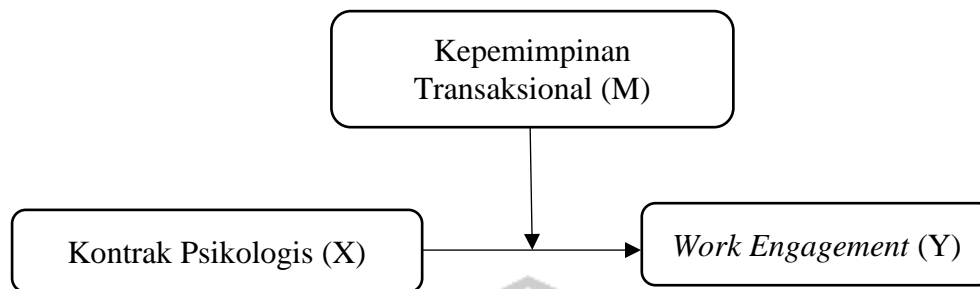 Kepemimpinan
Transaksional (M)
Kontrak Psikologis (X)
Work Engagement (Y)